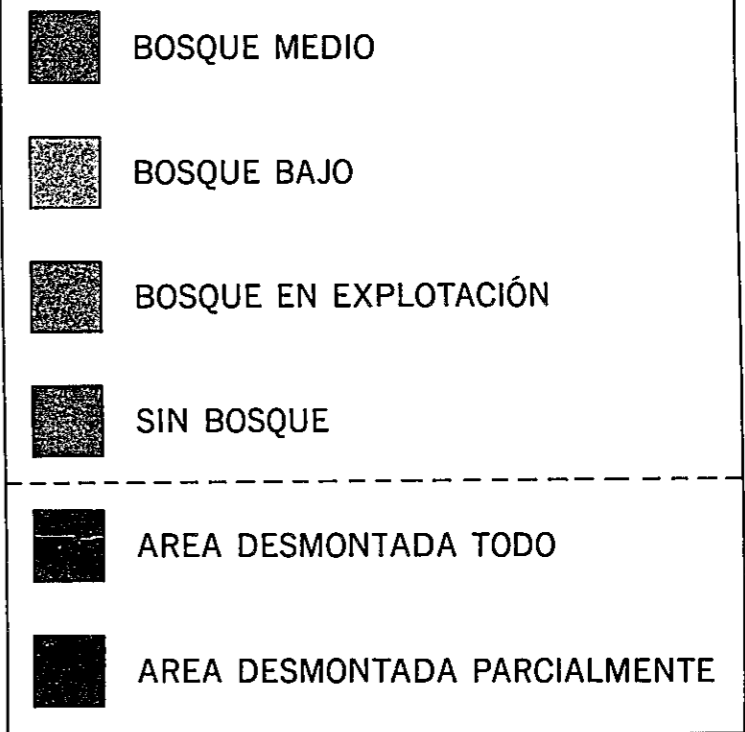 BOSQUE MEDIO
BOSQUE BAJO
BOSQUE EN EXPLOTACIÓN
SIN BOSQUE
AREA DESMONTADA TODO
AREA DESMONTADA PARCIALMENTE